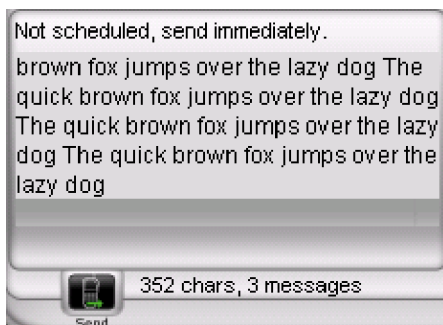 Not scheduled, send immediately.
brown fox jumps over the lazy dog The
quick brown fox jumps over the lazy dog
The quick brown fox jumps over the lazy
dog The quick brown fox jumps over the
lazy dog
352 chars, 3 messages
Send